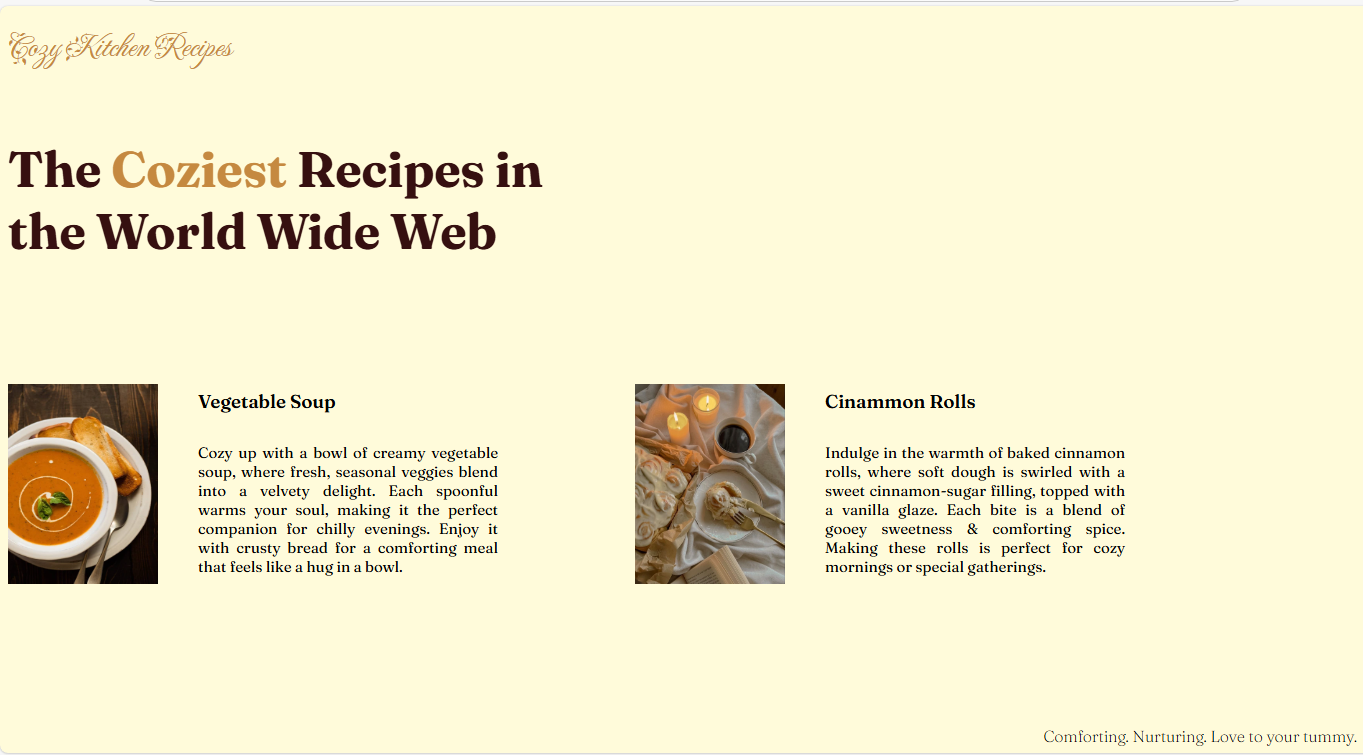 Cozy Kitchen Recipes
The Coziest Recipes in
the World Wide Web
Vegetable Soup
Cozy up with a bowl of creamy vegetable
soup, where fresh, seasonal veggies blend
into a velvety delight. Each spoonful
warms your soul, making it the perfect
companion for chilly evenings. Enjoy it
with crusty bread for a comforting meal
that feels like a hug in a bowl.
Cinammon Rolls
Indulge in the warmth of baked cinnamon
rolls, where soft dough is swirled with a
sweet cinnamon-sugar filling, topped with
a vanilla glaze. Each bite is a blend of
gooey sweetness & comforting spice.
Making these rolls is perfect for cozy
mornings or special gatherings.
Comforting. Nurturing. Love to your tummy.